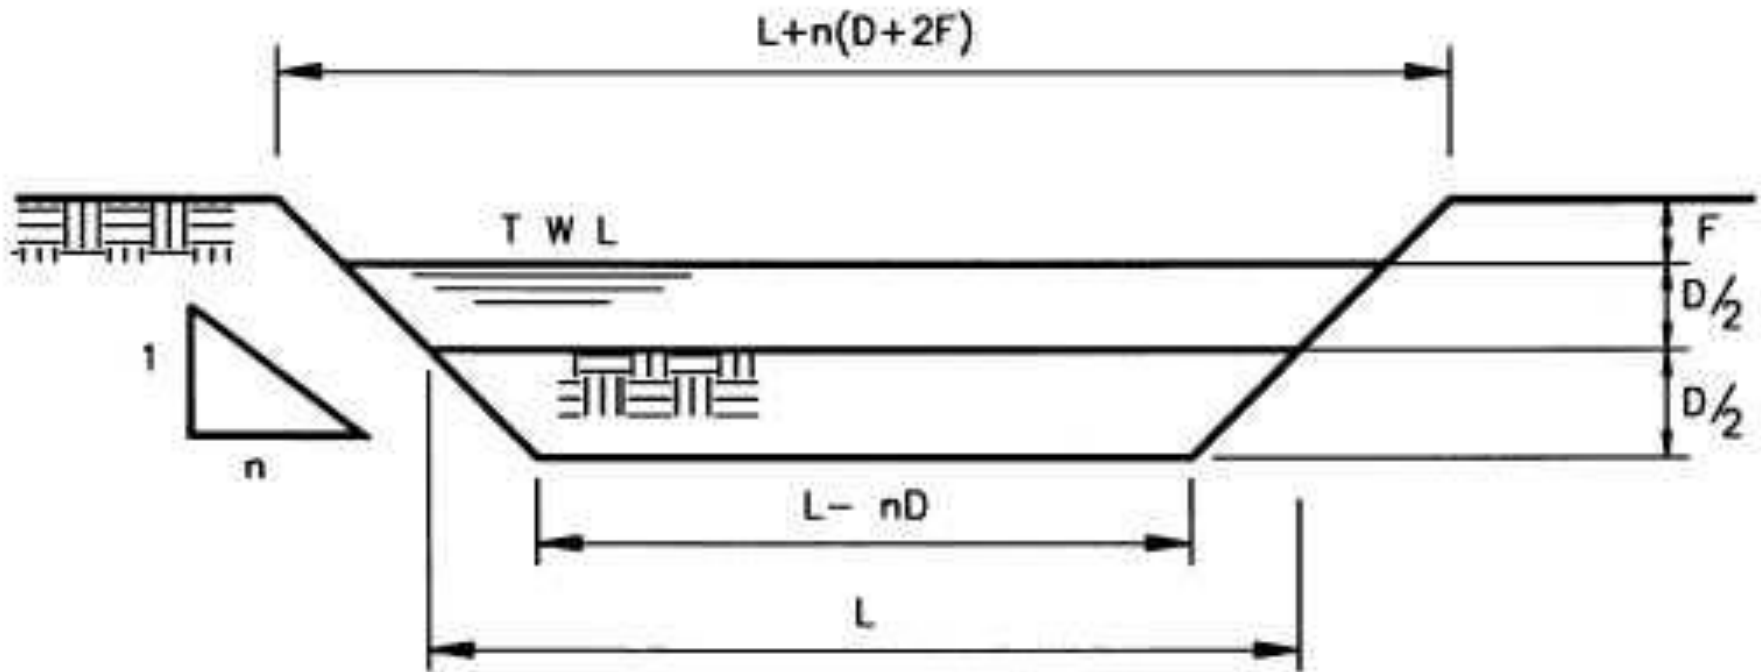 L+n(D+2F)
T W L
F
D/2
1
D/2
n
L- nD
L